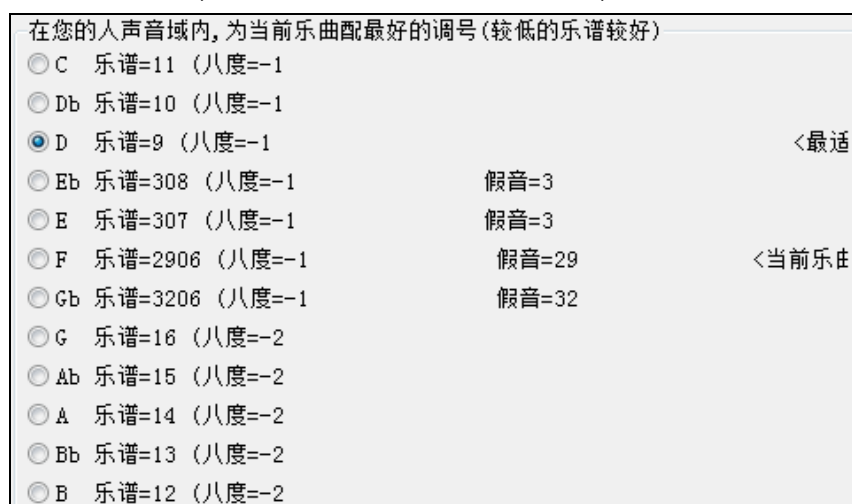 在您的人声音域内,为当前乐曲配最好的调号(较低的乐谱较好)
C 乐谱=11 (八度=-1
Db 乐谱=10 (八度=-1
D 乐谱=9 (八度=-1 <最适
Eb 乐谱=308 (八度=-1 假音=3
E 乐谱=307 (八度=-1 假音=3
F 乐谱=2906 (八度=-1 假音=29 <当前乐曲
Gb 乐谱=3206 (八度=-1 假音=32
G 乐谱=16 (八度=-2
Ab 乐谱=15 (八度=-2
A 乐谱=14 (八度=-2
Bb 乐谱=13 (八度=-2
B 乐谱=12 (八度=-2